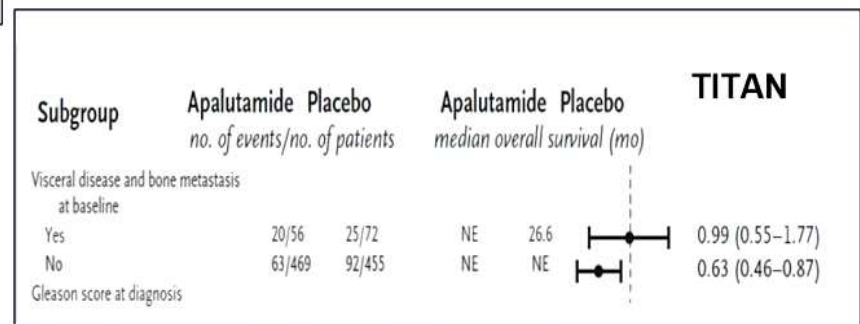 TITAN
Subgroup Apalutamide Placebo Apalutamide Placebo
no. of events/no. of patients median overall survival (mo)
Visceral disease and bone metastasis
at baseline
Yes 20/56 25/72 NE 26.6 0.99 (0.55–1.77)
No 63/469 92/455 NE NE 0.63 (0.46–0.87)
Gleason score at diagnosis